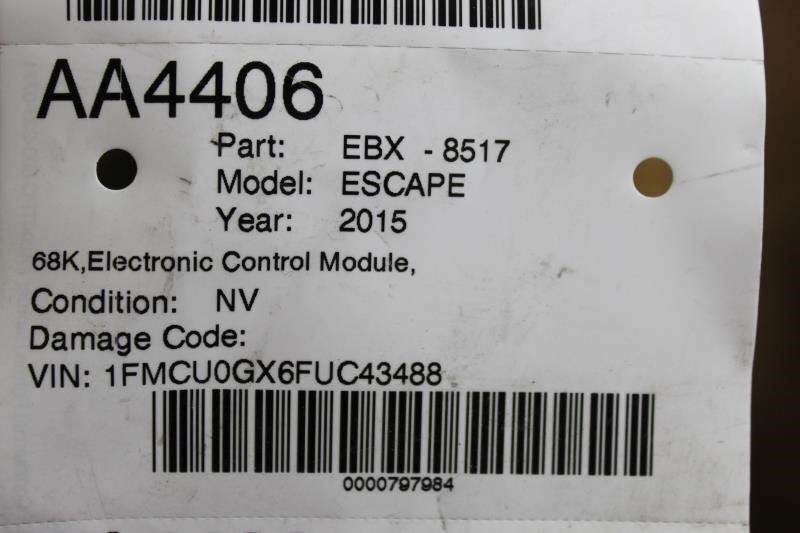 AA4406
Part: EBX - 8517
Model: ESCAPE
Year: 2015
68K,Electronic Control Module,
Condition: NV
Damage Code:
VIN: 1FMCU0GX6FUC43488
0000797984